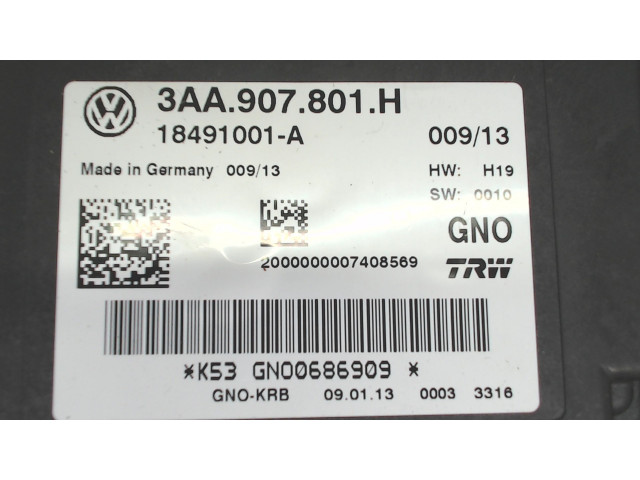 3AA.907.801.H
18491001-A 009/13
Made in Germany 009/13 HW: H19
SW: 0010
GNO
2000000007408569 TRW
*K53 GNO0686909 *
GNO-KRB 09.01.13 0003 3316